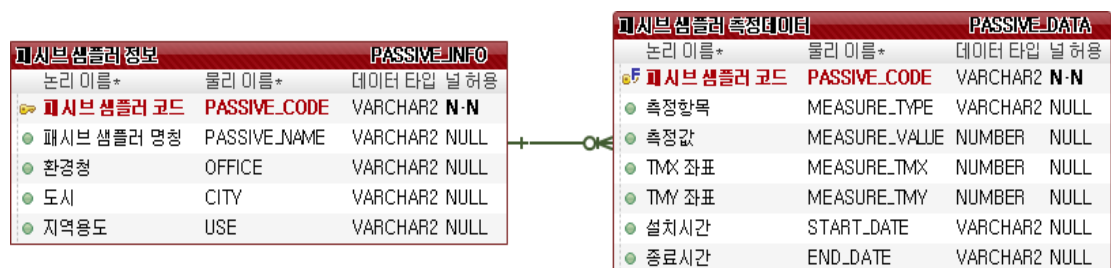 패시브 샘플러 정보 PASSIVE_INFO
논리 이름* 물리 이름* 데이터 타입 널 허용
패시브 샘플러 코드 PASSIVE_CODE VARCHAR2 N-N
패시브 샘플러 명칭 PASSIVE_NAME VARCHAR2 NULL
환경청 OFFICE VARCHAR2 NULL
도시 CITY VARCHAR2 NULL
지역용도 USE VARCHAR2 NULL
패시브 샘플러 측정데이터 PASSIVE_DATA
논리 이름* 물리 이름* 데이터 타입 널 허용
패시브 샘플러 코드 PASSIVE_CODE VARCHAR2 N-N
측정항목 MEASURE_TYPE VARCHAR2 NULL
측정값 MEASURE_VALUE NUMBER NULL
TMX 좌표 MEASURE_TMX NUMBER NULL
TMY 좌표 MEASURE_TMY NUMBER NULL
설치시간 START_DATE VARCHAR2 NULL
종료시간 END_DATE VARCHAR2 NULL